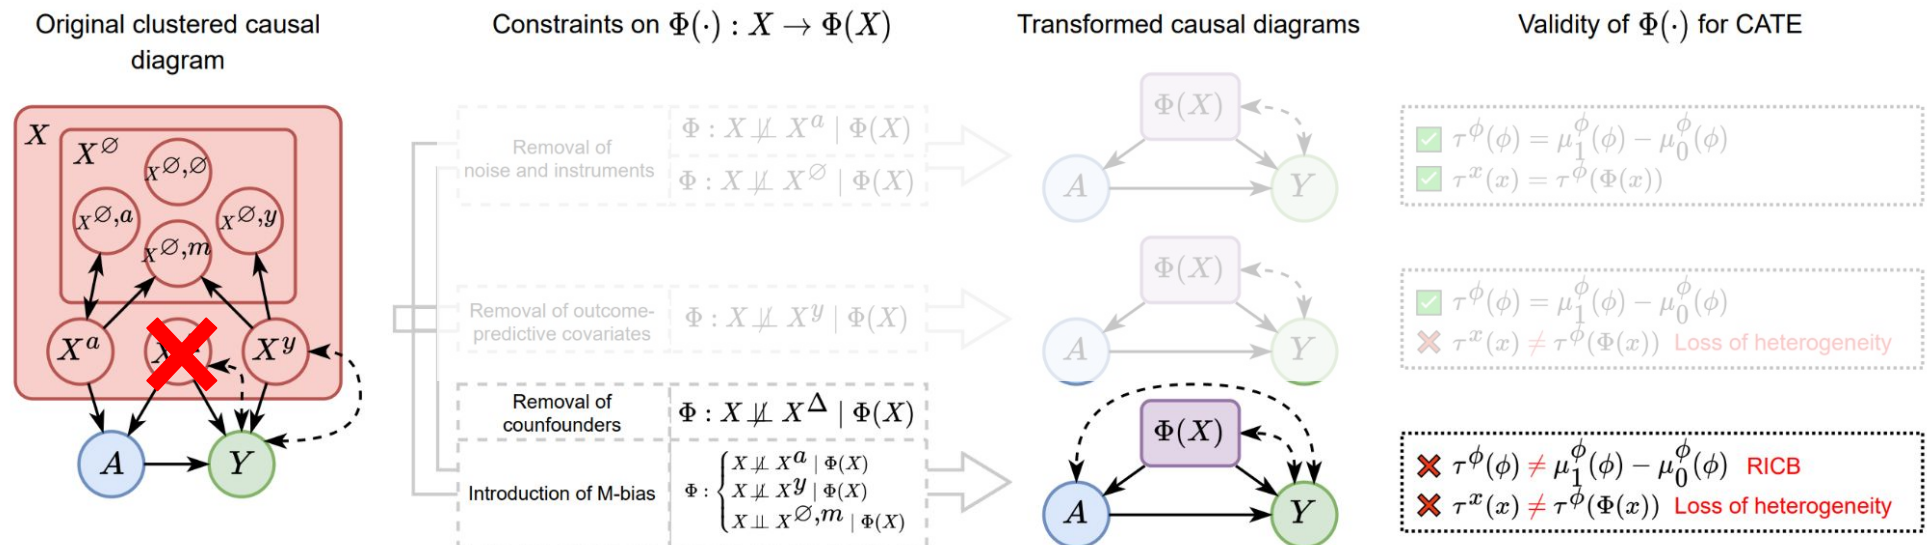 Original clustered causal
diagram
Constraints on Φ(·) : X → Φ(X)
Transformed causal diagrams
Validity of Φ(·) for CATE
X
X^∅
X^∅,∅
X^∅,a
X^∅,y
X^∅,m
X^a
X^y
A
Y
Removal of
noise and instruments
Φ : X ⊥̸⊥ X^a | Φ(X)
Φ : X ⊥̸⊥ X^∅ | Φ(X)
Φ(X)
A
Y
τ^ϕ(ϕ) = μ_1^ϕ(ϕ) − μ_0^ϕ(ϕ)
τ^x(x) = τ^ϕ(Φ(x))
Removal of outcome-
predictive covariates
Φ : X ⊥̸⊥ X^y | Φ(X)
Φ(X)
A
Y
τ^ϕ(ϕ) = μ_1^ϕ(ϕ) − μ_0^ϕ(ϕ)
τ^x(x) ≠ τ^ϕ(Φ(x)) Loss of heterogeneity
Removal of
counfounders
Φ : X ⊥̸⊥ X^Δ | Φ(X)
Introduction of M-bias
Φ : { X ⊥̸⊥ X^a | Φ(X)
X ⊥̸⊥ X^y | Φ(X)
X ⊥⊥ X^∅,m | Φ(X)
Φ(X)
A
Y
τ^ϕ(ϕ) ≠ μ_1^ϕ(ϕ) − μ_0^ϕ(ϕ) RICB
τ^x(x) ≠ τ^ϕ(Φ(x)) Loss of heterogeneity